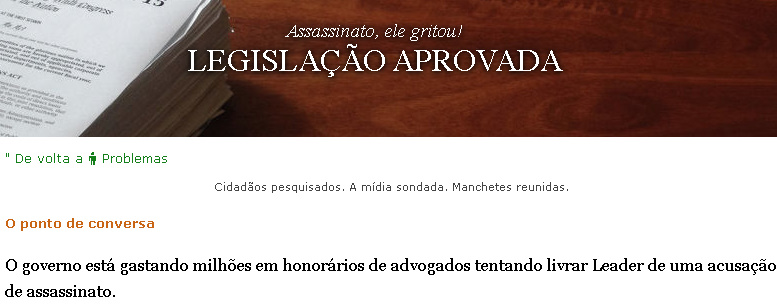 Assassinato, ele gritou!
LEGISLAÇÃO APROVADA
" De volta a Problemas
Cidadãos pesquisados. A mídia sondada. Manchetes reunidas.
O ponto de conversa
O governo está gastando milhões em honorários de advogados tentando livrar Leader de uma acusação
de assassinato.